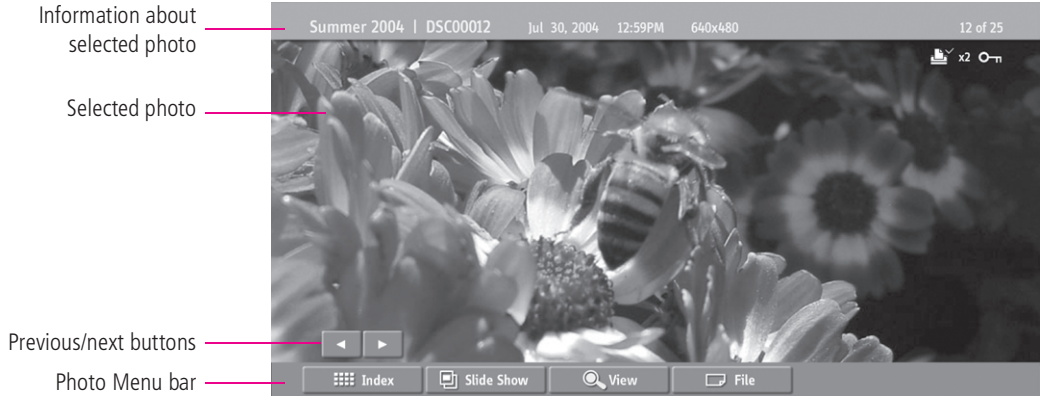 Information about
selected photo
Summer 2004 | DSC00012 Jul 30, 2004 12:59PM 640x480 12 of 25
x2
Selected photo
Previous/next buttons
Photo Menu bar
Index Slide Show View File